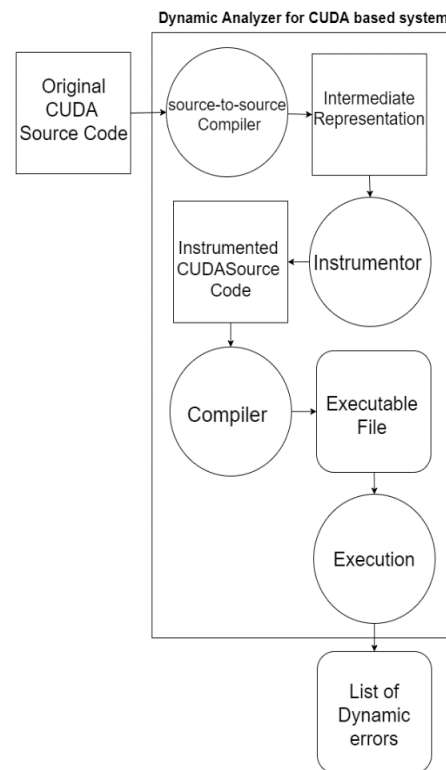 Dynamic Analyzer for CUDA based system
Original
CUDA
Source Code
source-to-source
Compiler
Intermediate
Representation
Instrumented
CUDASource
Code
Instrumentor
Compiler
Executable
File
Execution
List of
Dynamic
errors